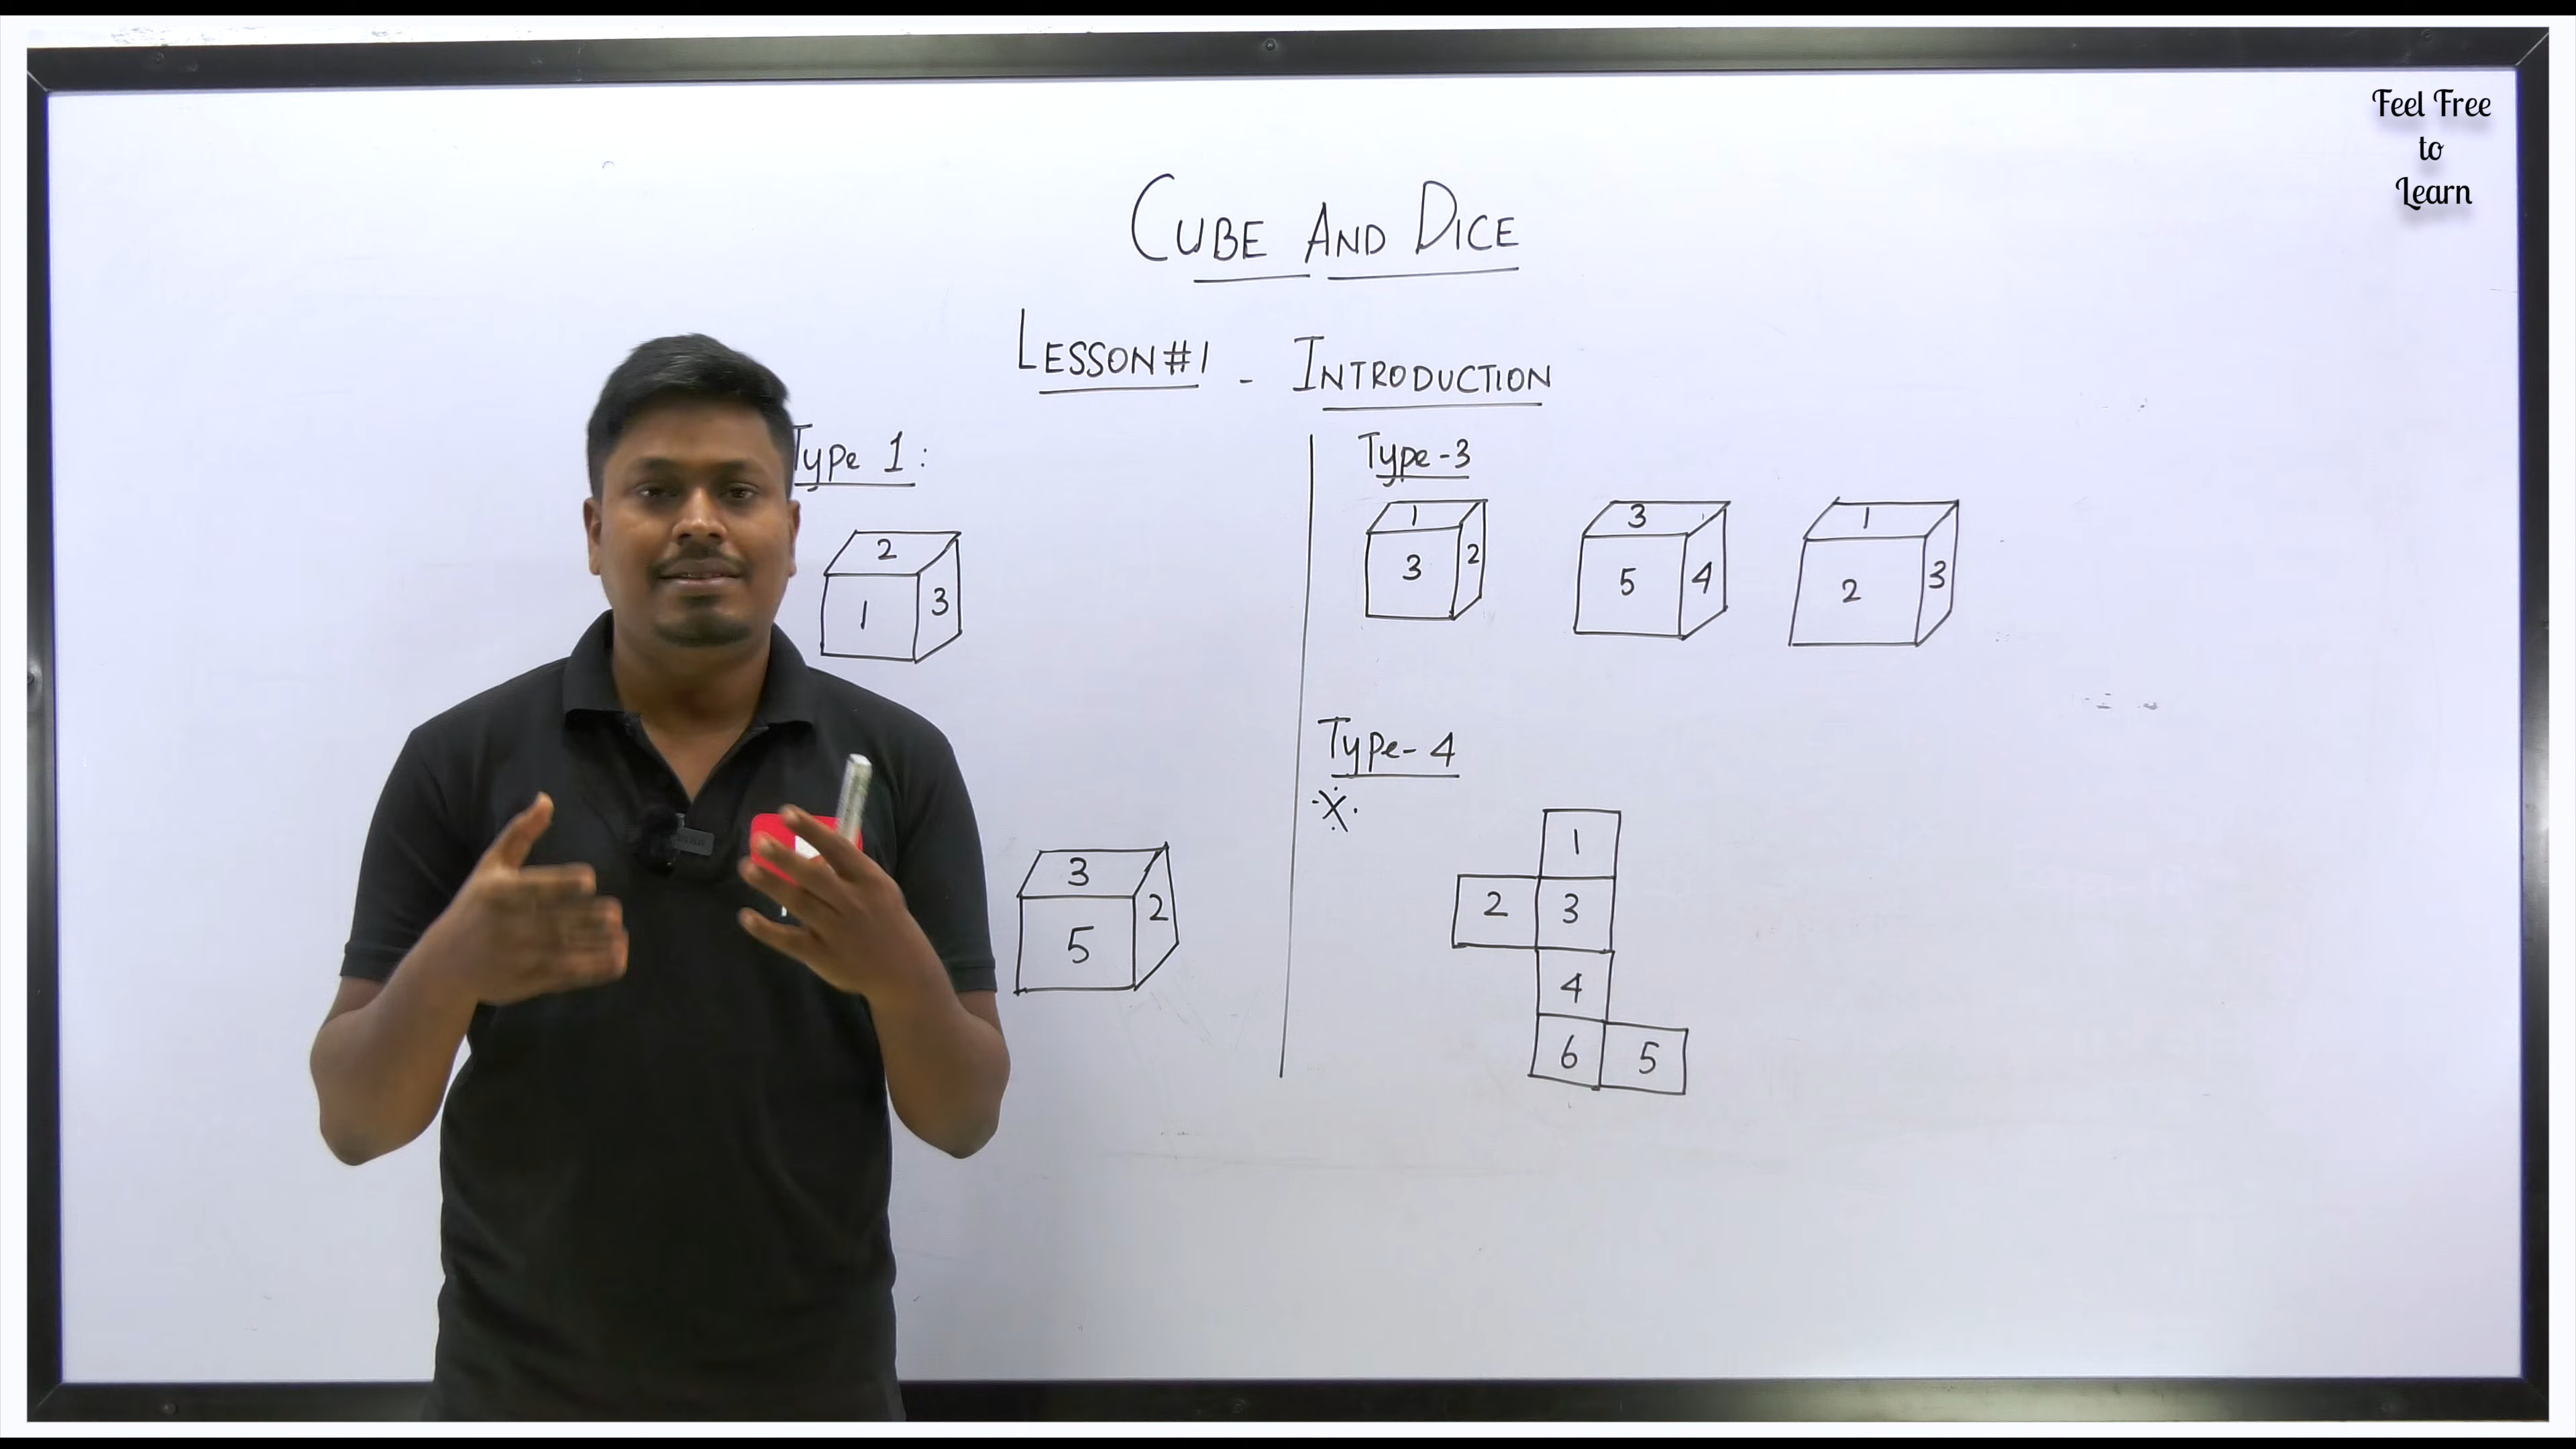 Feel Free
to
Learn
CUBE AND DICE
LESSON#1 - INTRODUCTION
Type 1:
2
1 3
3
5 2
Type-3
1 3 1
3 2 5 4 2 3
Type-4
1
2 3
4
6 5